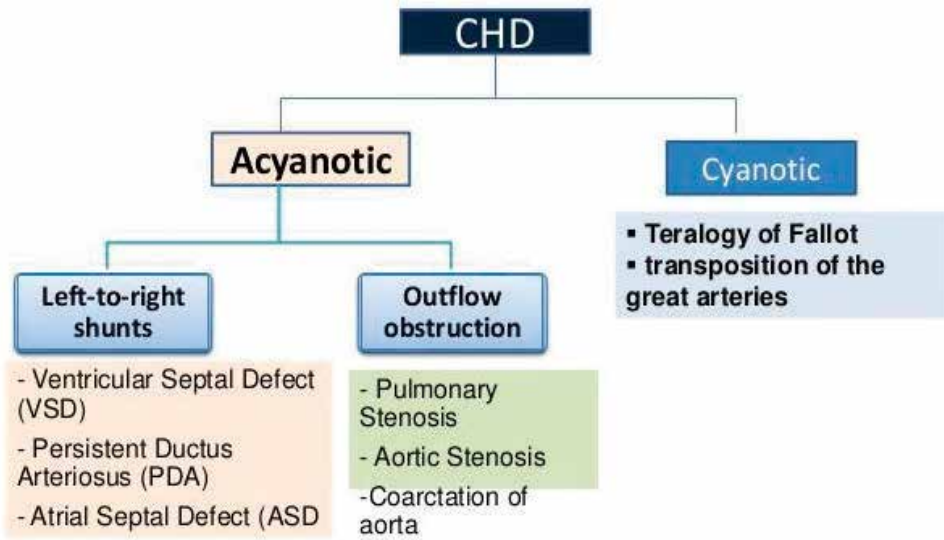 CHD
Acyanotic
Cyanotic
▪ Teralogy of Fallot
▪ transposition of the
great arteries
Left-to-right
shunts
Outflow
obstruction
- Ventricular Septal Defect
(VSD)
- Persistent Ductus
Arteriosus (PDA)
- Atrial Septal Defect (ASD
- Pulmonary
Stenosis
- Aortic Stenosis
-Coarctation of
aorta